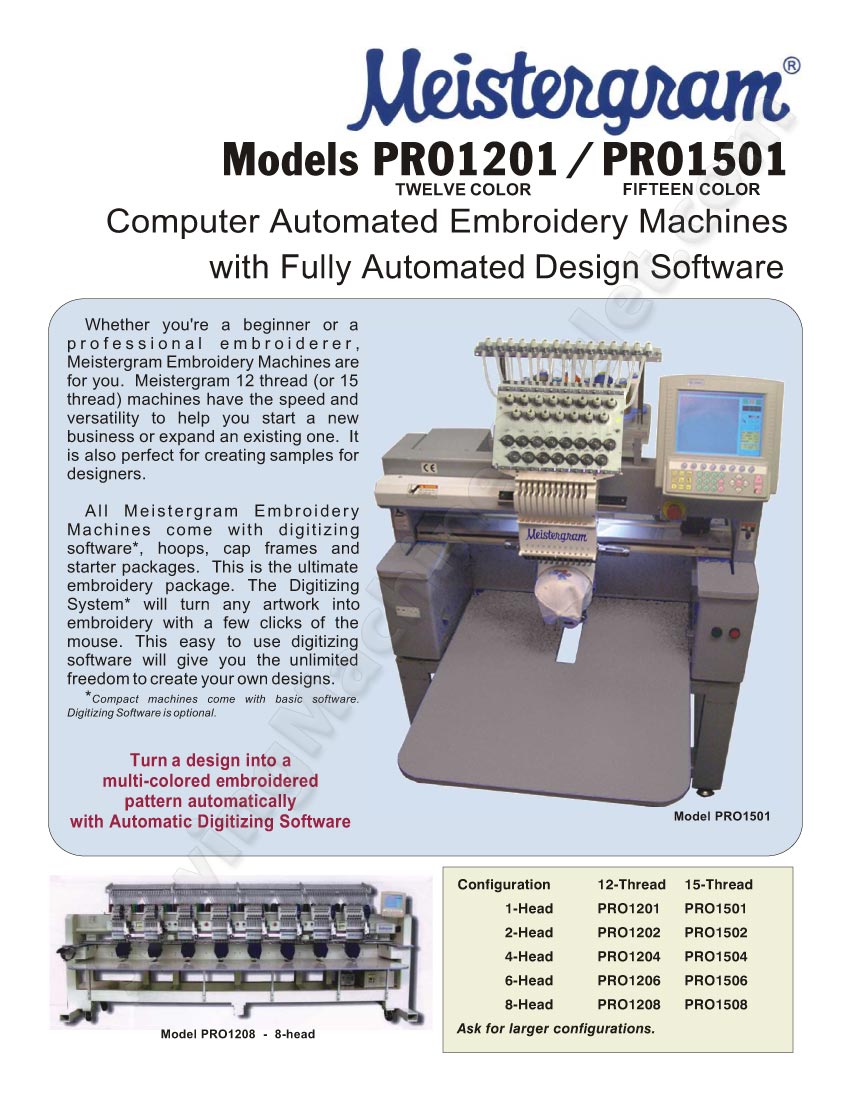 Meistergram®
Models PRO1201 / PRO1501
TWELVE COLOR FIFTEEN COLOR
Computer Automated Embroidery Machines
with Fully Automated Design Software
Whether you're a beginner or a
professional embroiderer,
Meistergram Embroidery Machines are
for you. Meistergram 12 thread (or 15
thread) machines have the speed and
versatility to help you start a new
business or expand an existing one. It
is also perfect for creating samples for
designers.
All Meistergram Embroidery
Machines come with digitizing
software*, hoops, cap frames and
starter packages. This is the ultimate
embroidery package. The Digitizing
System* will turn any artwork into
embroidery with a few clicks of the
mouse. This easy to use digitizing
software will give you the unlimited
freedom to create your own designs.
*Compact machines come with basic software.
Digitizing Software is optional.
Turn a design into a
multi-colored embroidered
pattern automatically
with Automatic Digitizing Software
CE
Meistergram
Model PRO1501
Model PRO1208 - 8-head
Configuration 12-Thread 15-Thread
1-Head PRO1201 PRO1501
2-Head PRO1202 PRO1502
4-Head PRO1204 PRO1504
6-Head PRO1206 PRO1506
8-Head PRO1208 PRO1508
Ask for larger configurations.